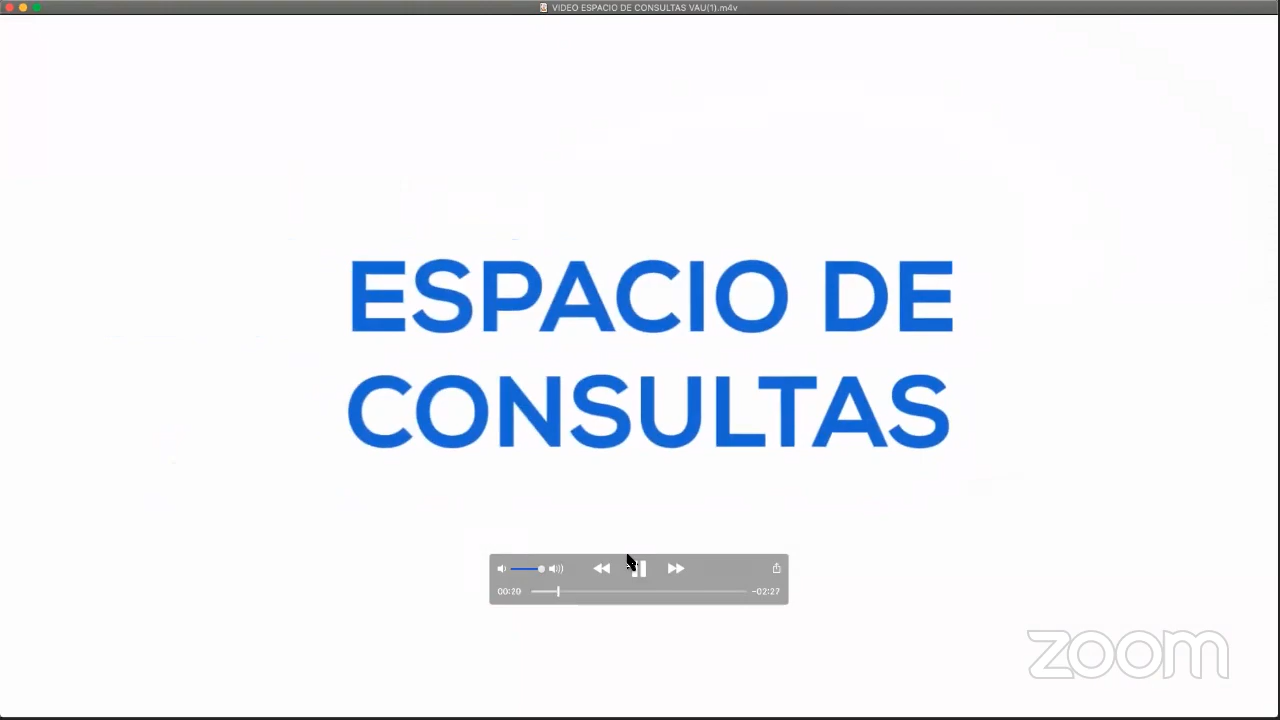 VIDEO ESPACIO DE CONSULTAS VAU(1).m4v
ESPACIO DE
CONSULTAS
00:20
-02:27
zoom